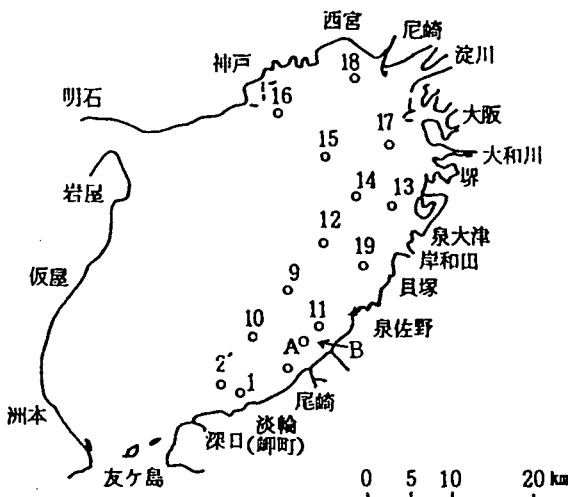 西宮
尼崎
淀川
神戸
18
明石
16
大阪
17
15
大和川
堺
岩屋
14
13
12
泉大津
岸和田
19
仮屋
9
貝塚
11
泉佐野
10
A
B
2'
1
尼崎
洲本
淡輪
深日
(岬町)
友ケ島
0 5 10 20 km